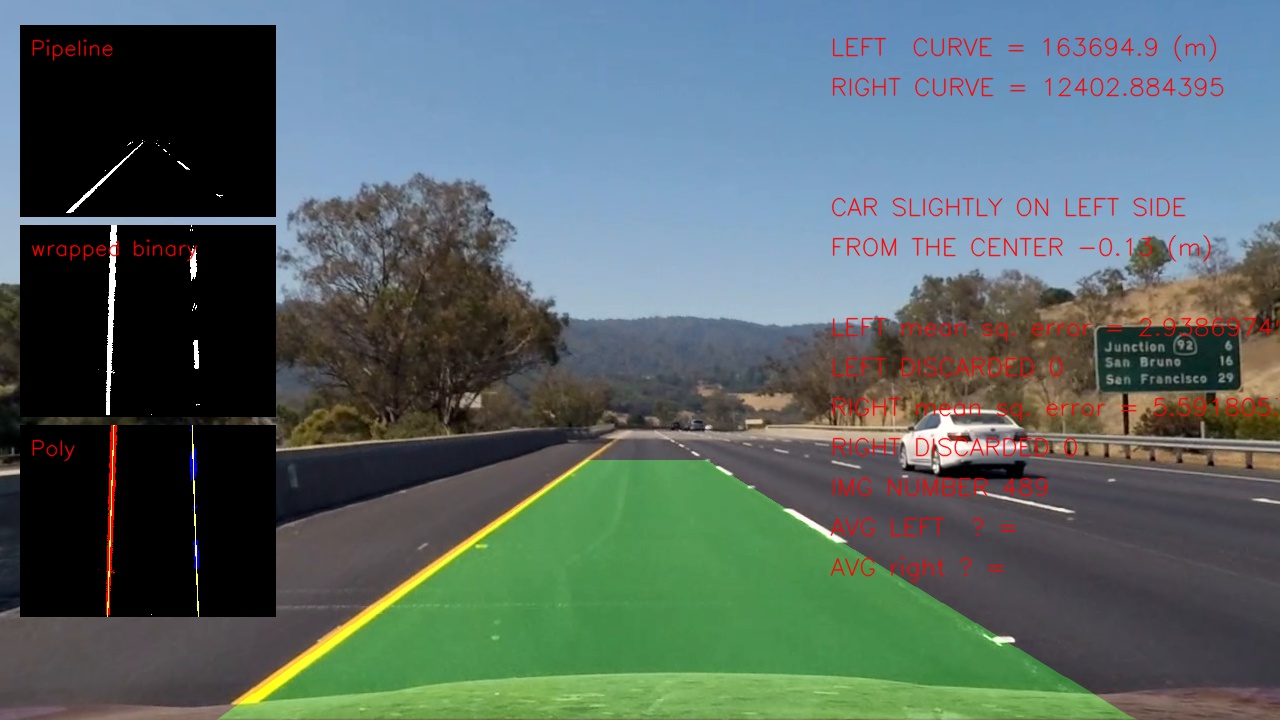 Pipeline
wrapped binary
Poly
LEFT CURVE = 163694.9 (m)
RIGHT CURVE = 12402.884395
CAR SLIGHTLY ON LEFT SIDE
FROM THE CENTER -0.13 (m)
LEFT mean sq. error = 2.9386974
LEFT DISCARDED 0
RIGHT mean sq. error = 5.591805
RIGHT DISCARDED 0
IMG NUMBER 489
AVG LEFT ? =
AVG right ? =
Junction 92 6
San Bruno 16
San Francisco 29